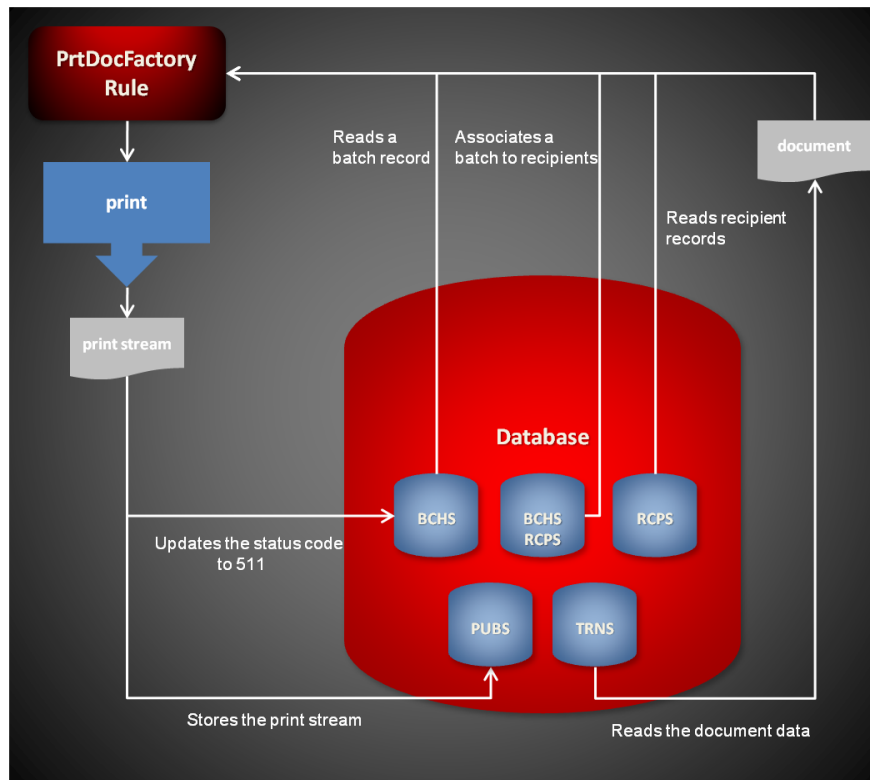 PrtDocFactory
Rule
Reads a
batch record
Associates a
batch to recipients
document
print
Reads recipient
records
print stream
Database
BCHS
BCHS
RCPS
RCPS
Updates the status code
to 511
PUBS
TRNS
Stores the print stream
Reads the document data